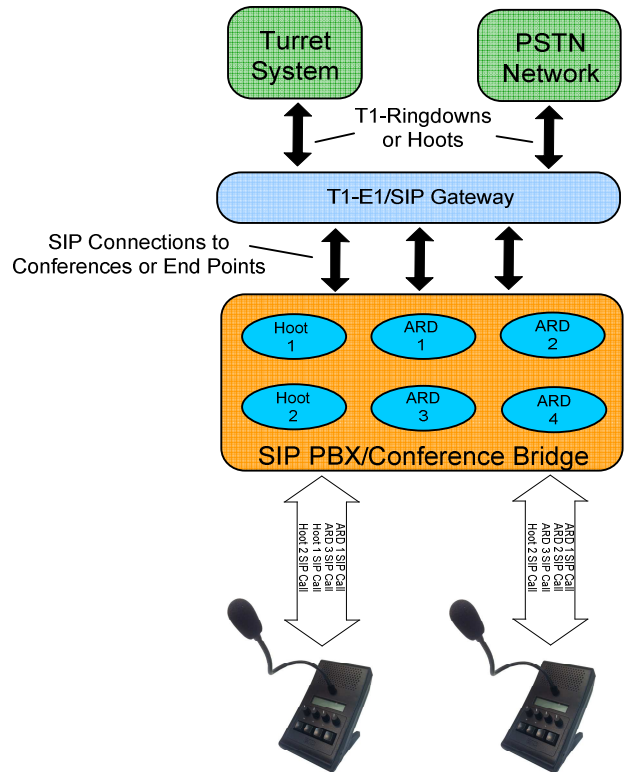 Turret
System
PSTN
Network
T1-Ringdowns
or Hoots
T1-E1/SIP Gateway
SIP Connections to
Conferences or End Points
Hoot
1
ARD
1
ARD
2
Hoot
2
ARD
3
ARD
4
SIP PBX/Conference Bridge
ARD 1 SIP Call
ARD 3 SIP Call
Hoot 1 SIP Call
Hoot 2 SIP Call
ARD 1 SIP Call
ARD 2 SIP Call
ARD 3 SIP Call
Hoot 2 SIP Call